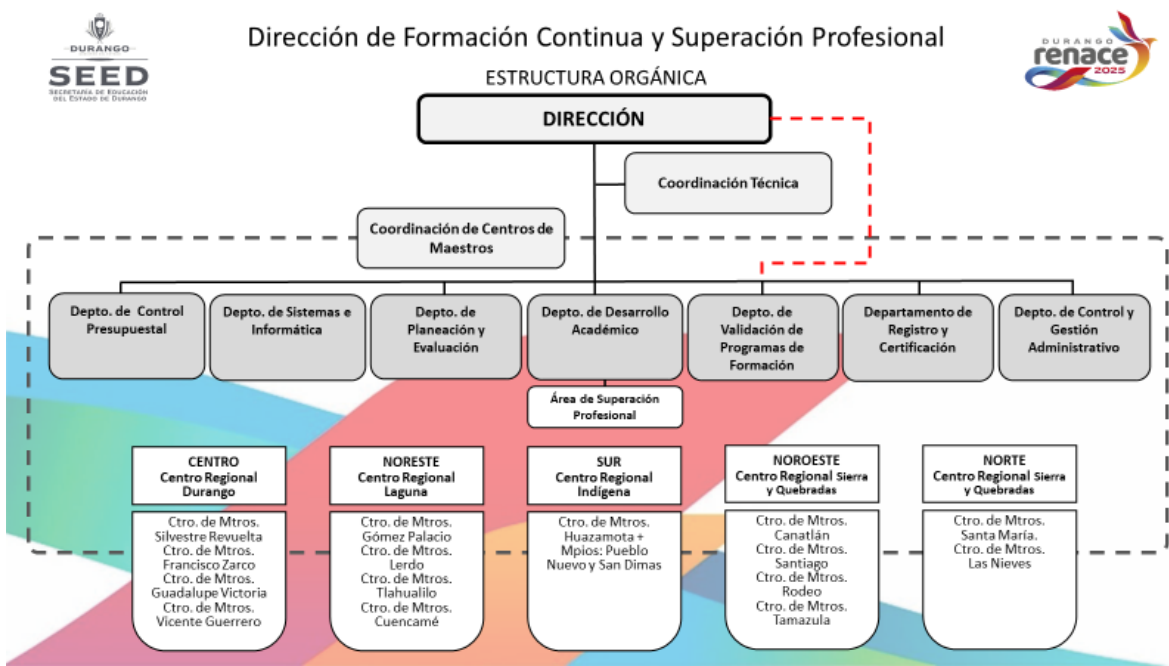 DURANGO
SEED
SECRETARÍA DE EDUCACIÓN
DEL ESTADO DE DURANGO
Dirección de Formación Continua y Superación Profesional
ESTRUCTURA ORGÁNICA
DURANGO
renace
2025
DIRECCIÓN
Coordinación Técnica
Coordinación de Centros de
Maestros
Depto. de Control
Presupuestal
Depto. de Sistemas e
Informática
Depto. de
Planeación y
Evaluación
Depto. de Desarrollo
Académico
Depto. de
Validación de
Programas de
Formación
Departamento de
Registro y
Certificación
Depto. de Control y
Gestión
Administrativo
Área de Superación
Profesional
CENTRO
Centro Regional
Durango
NORESTE
Centro Regional
Laguna
SUR
Centro Regional
Indígena
NOROESTE
Centro Regional Sierra
y Quebradas
NORTE
Centro Regional Sierra
y Quebradas
Ctro. de Mtros.
Silvestre Revuelta
Ctro. de Mtros.
Francisco Zarco
Ctro. de Mtros.
Guadalupe Victoria
Ctro. de Mtros.
Vicente Guerrero
Ctro. de Mtros.
Gómez Palacio
Ctro. de Mtros.
Lerdo
Ctro. de Mtros.
Tlahualilo
Ctro. de Mtros.
Cuencamé
Ctro. de Mtros.
Huazamota +
Mpios: Pueblo
Nuevo y San Dimas
Ctro. de Mtros.
Canatlán
Ctro. de Mtros.
Santiago
Ctro. de Mtros.
Rodeo
Ctro. de Mtros.
Tamazula
Ctro. de Mtros.
Santa María.
Ctro. de Mtros.
Las Nieves